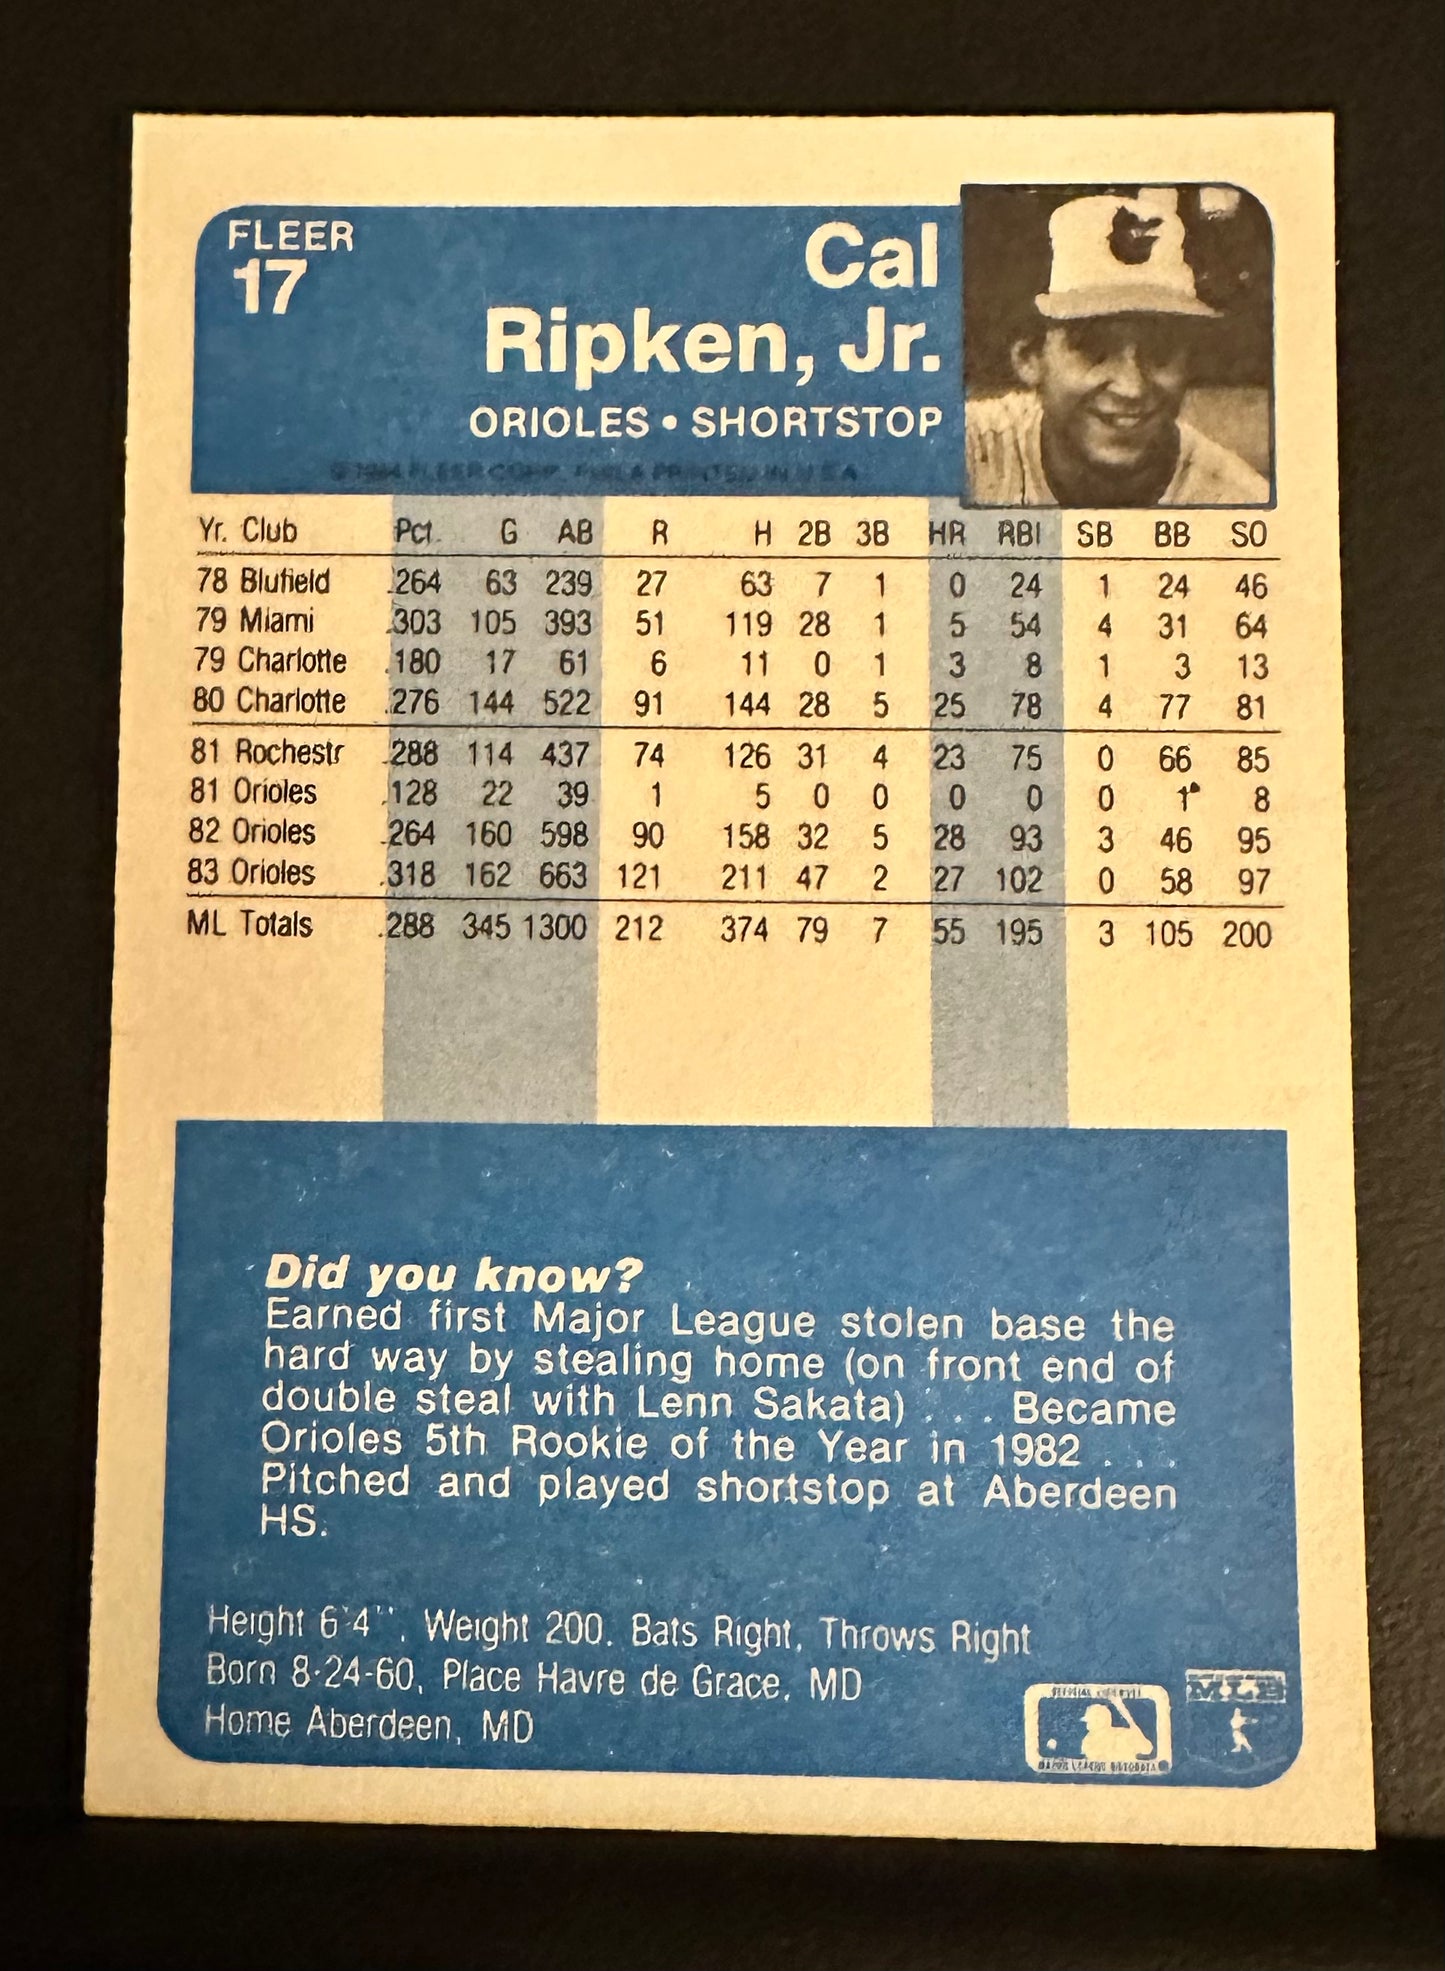 FLEER
17
Cal
Ripken, Jr.
ORIOLES • SHORTSTOP
© 1984 FLEER CORP. PHILA PRINTED IN U.S.A.
Yr. Club Pct. G AB R H 2B 3B HR RBI SB BB SO
78 Blufield .264 63 239 27 63 7 1 0 24 1 24 46
79 Miami .303 105 393 51 119 28 1 5 54 4 31 64
79 Charlotte .180 17 61 6 11 0 1 3 8 1 3 13
80 Charlotte .276 144 522 91 144 28 5 25 78 4 77 81
81 Rochestr .288 114 437 74 126 31 4 23 75 0 66 85
81 Orioles .128 22 39 1 5 0 0 0 0 0 1 8
82 Orioles .264 160 598 90 158 32 5 28 93 3 46 95
83 Orioles .318 162 663 121 211 47 2 27 102 0 58 97
ML Totals .288 345 1300 212 374 79 7 55 195 3 105 200
Did you know?
Earned first Major League stolen base the
hard way by stealing home (on front end of
double steal with Lenn Sakata) . . . Became
Orioles 5th Rookie of the Year in 1982 . . .
Pitched and played shortstop at Aberdeen
HS.
Height 6'4'', Weight 200. Bats Right, Throws Right
Born 8-24-60, Place Havre de Grace, MD
Home Aberdeen, MD
MLB